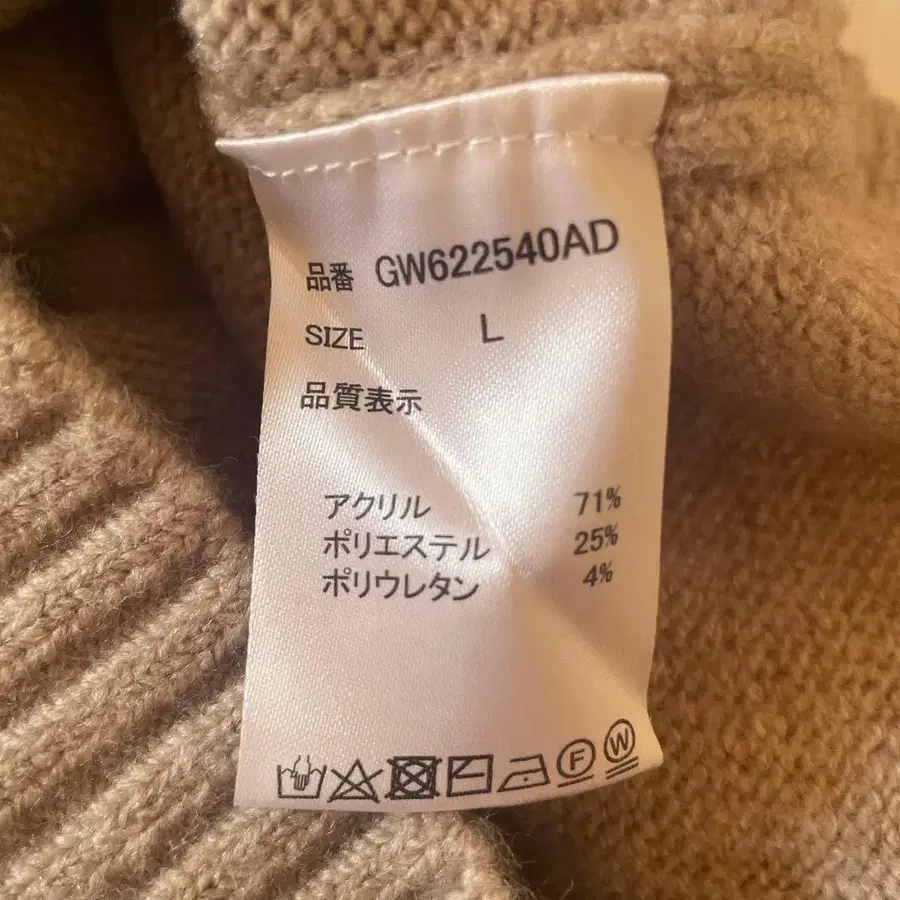 品番 GW622540AD
SIZE L
品質表示
アクリル 71%
ポリエステル 25%
ポリウレタン 4%
F W